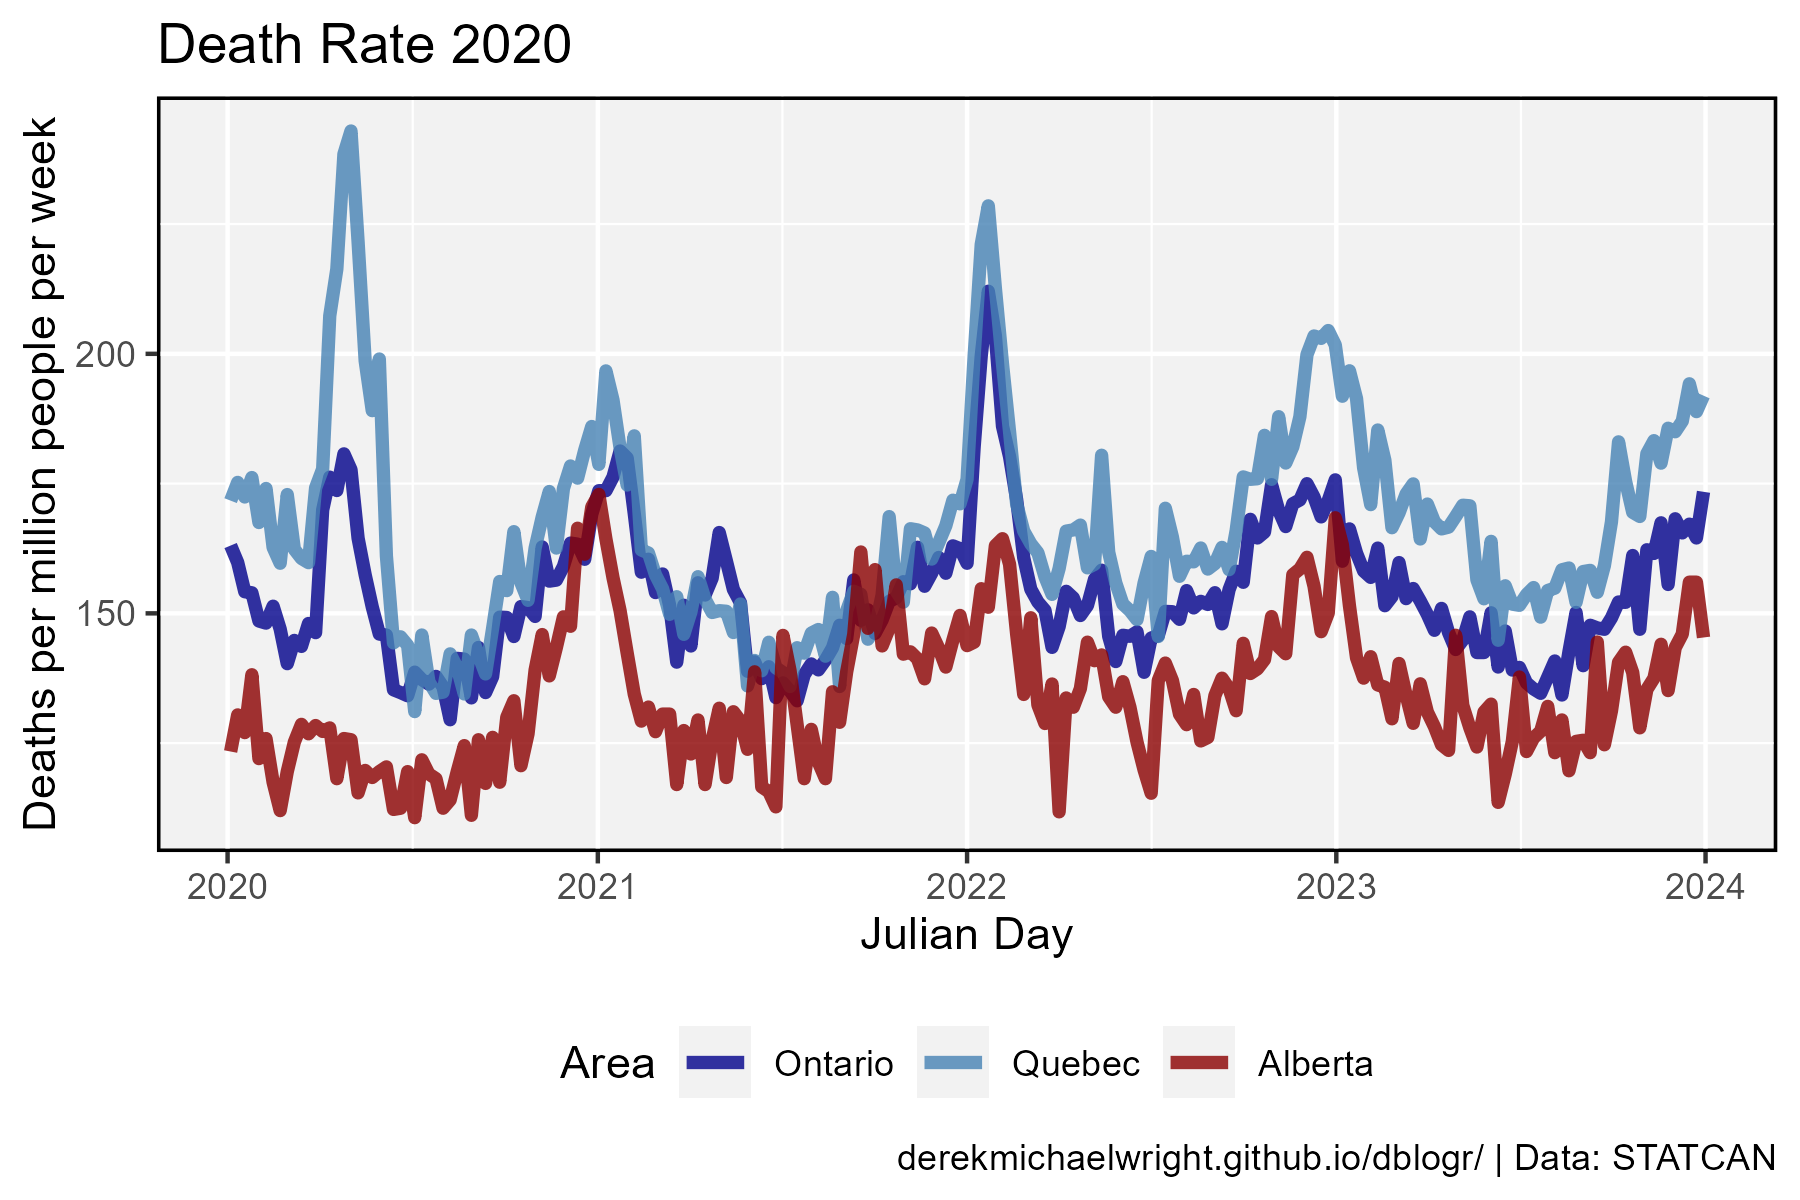 Death Rate 2020
Deaths per million people per week
200
150
2020 2021 2022 2023 2024
Julian Day
Area Ontario Quebec Alberta
derekmichaelwright.github.io/dblogr/ | Data: STATCAN